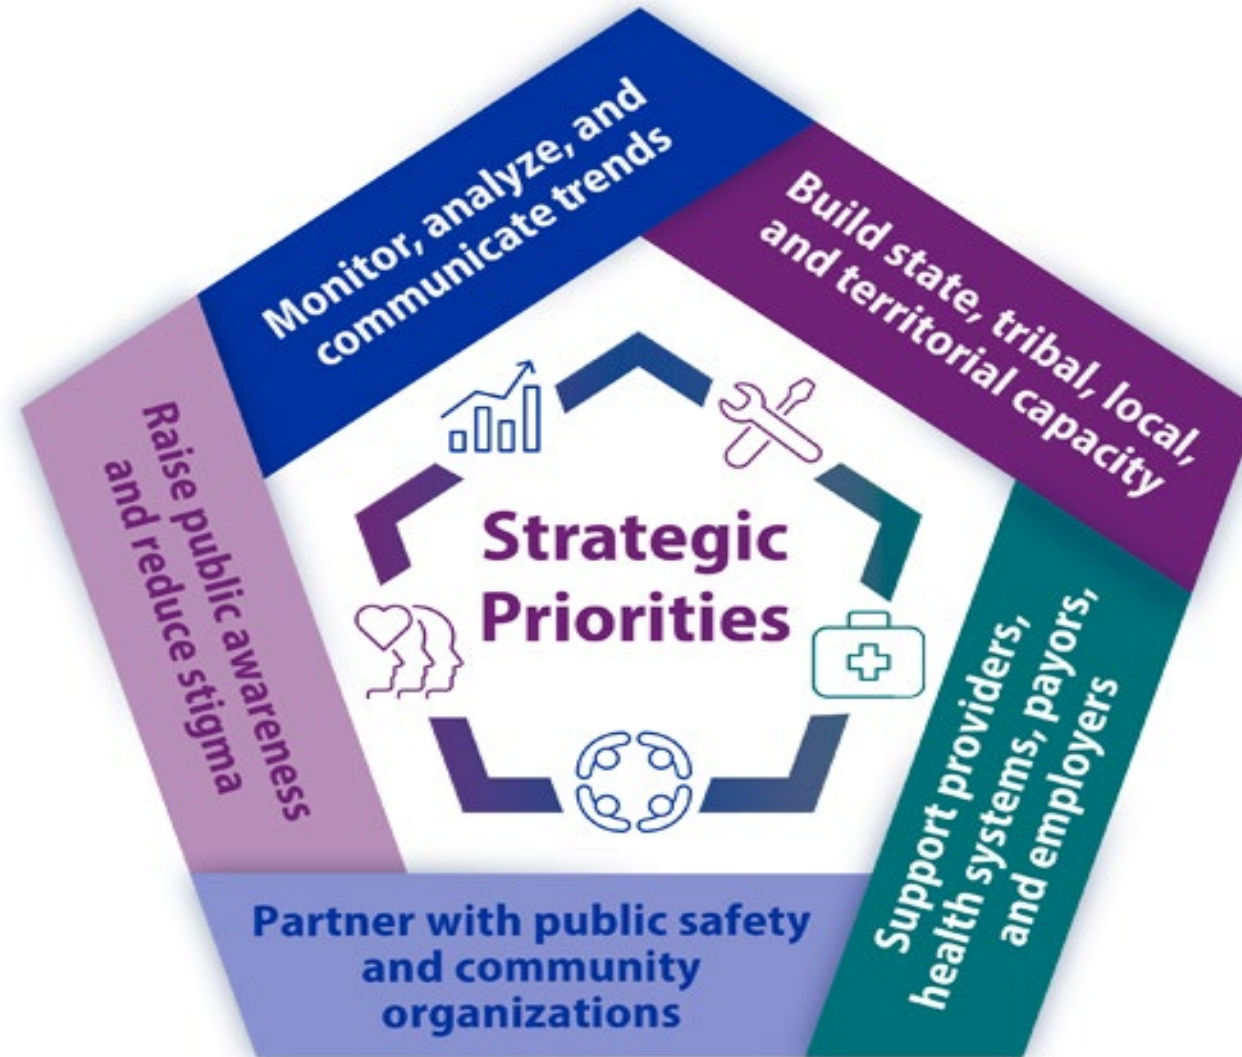 Monitor, analyze, and
communicate trends
Build state, tribal, local,
and territorial capacity
Support providers,
health systems, payors,
and employers
Partner with public safety
and community
organizations
Raise public awareness
and reduce stigma
Strategic
Priorities